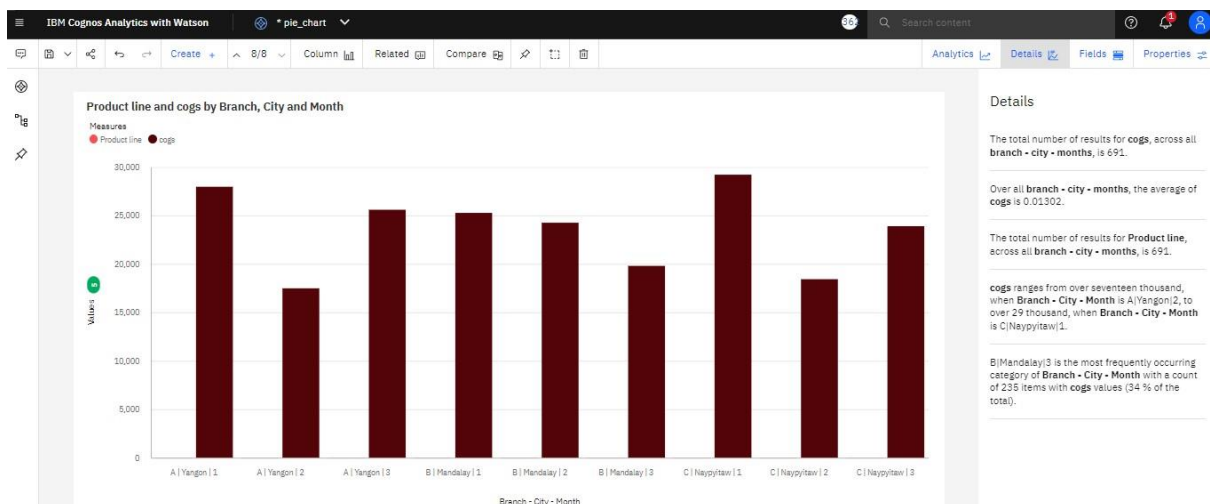 IBM Cognos Analytics with Watson
* pie_chart
Search content
Create +
8/8
Column
Related
Compare
Analytics
Details
Fields
Properties
Product line and cogs by Branch, City and Month
Measures
Product line cogs
30,000
25,000
20,000
15,000
10,000
5,000
0
Values
5
A | Yangon | 1
A | Yangon | 2
A | Yangon | 3
B | Mandalay | 1
B | Mandalay | 2
B | Mandalay | 3
C | Naypyitaw | 1
C | Naypyitaw | 2
C | Naypyitaw | 3
Branch - City - Month
Details
The total number of results for cogs, across all
branch - city - months, is 691.
Over all branch - city - months, the average of
cogs is 0.01302.
The total number of results for Product line,
across all branch - city - months, is 691.
cogs ranges from over seventeen thousand,
when Branch - City - Month is A|Yangon|2, to
over 29 thousand, when Branch - City - Month
is C|Naypyitaw|1.
B|Mandalay|3 is the most frequently occurring
category of Branch - City - Month with a count
of 235 items with cogs values (34 % of the
total).